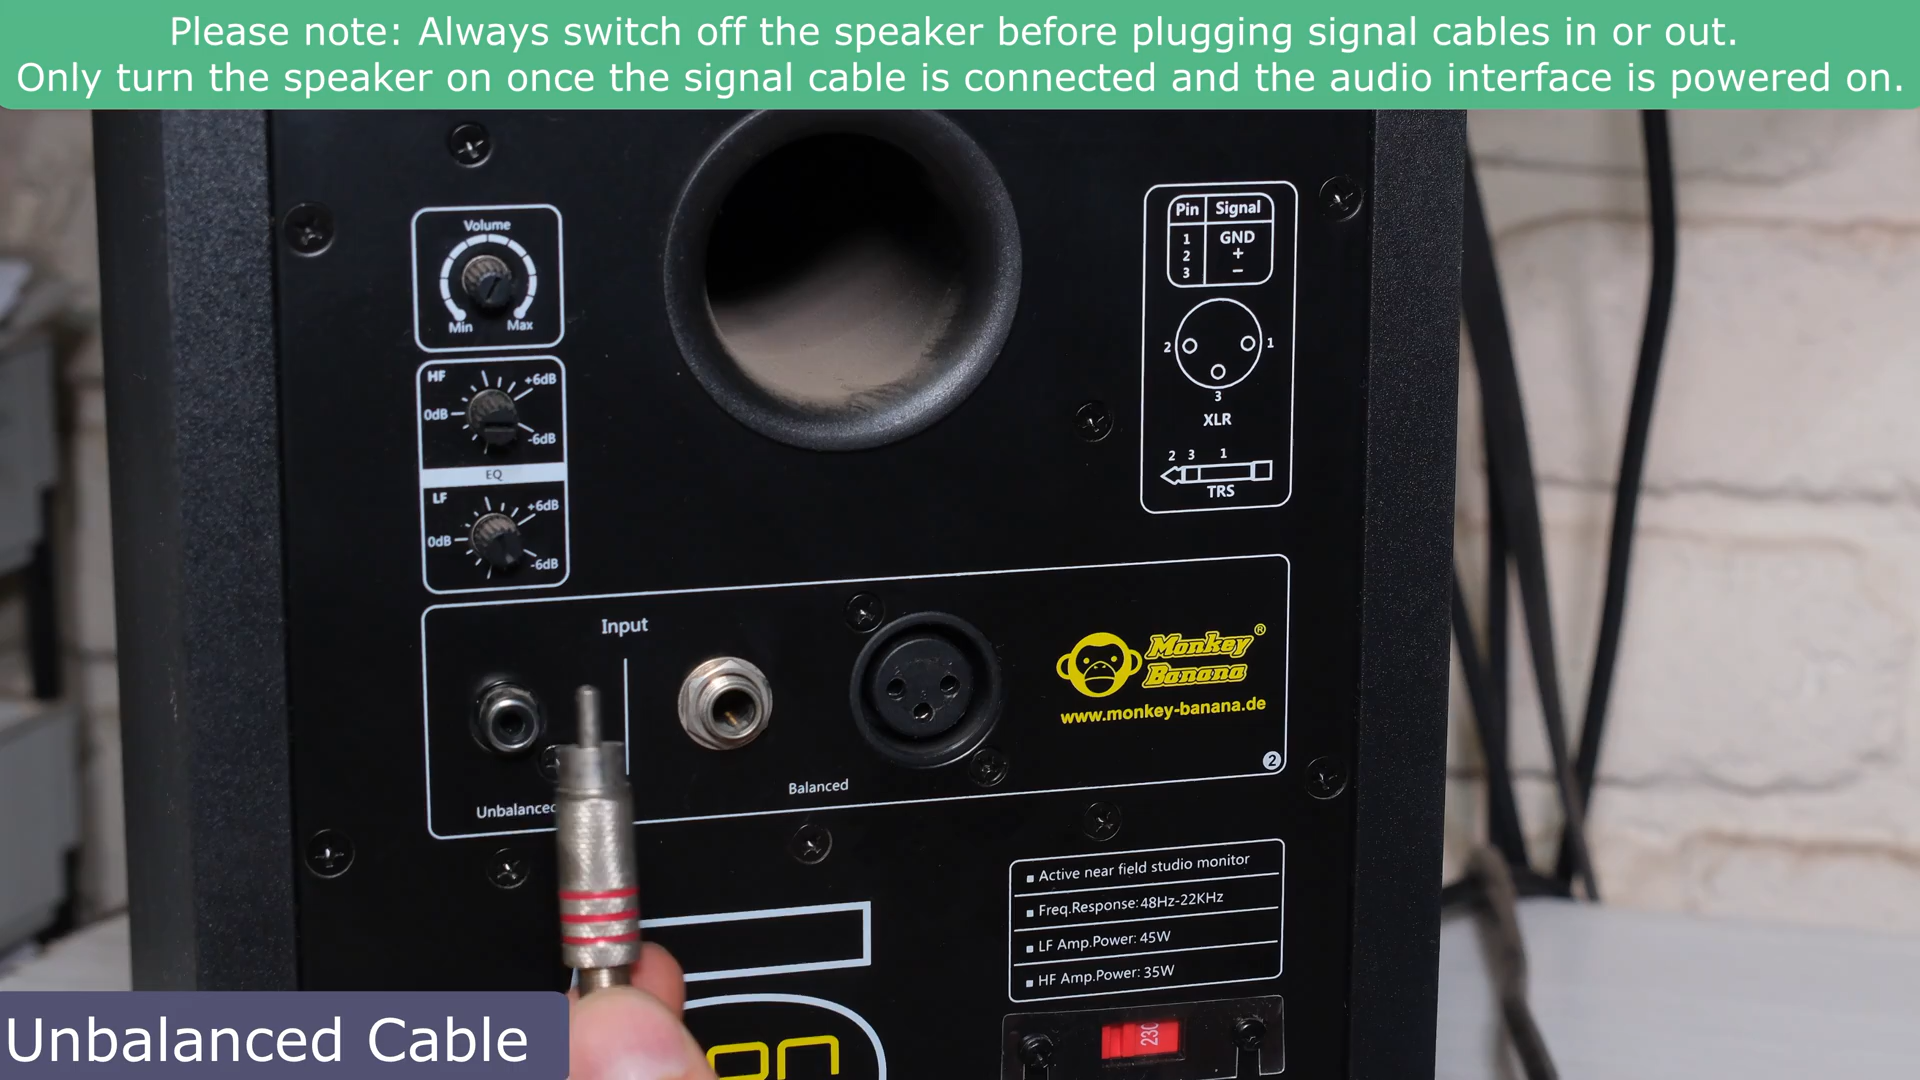 Please note: Always switch off the speaker before plugging signal cables in or out.
Only turn the speaker on once the signal cable is connected and the audio interface is powered on.
Volume
Min Max
HF
+6dB
0dB
-6dB
EQ
LF
+6dB
0dB
-6dB
Pin Signal
1 GND
2 +
3 −
2 1
3
XLR
2 3 1
TRS
Input
Unbalanced
Balanced
Monkey ®
Banana
www.monkey-banana.de
2
Active near field studio monitor
Freq.Response:48Hz-22KHz
LF Amp.Power: 45W
HF Amp.Power: 35W
230
Unbalanced Cable